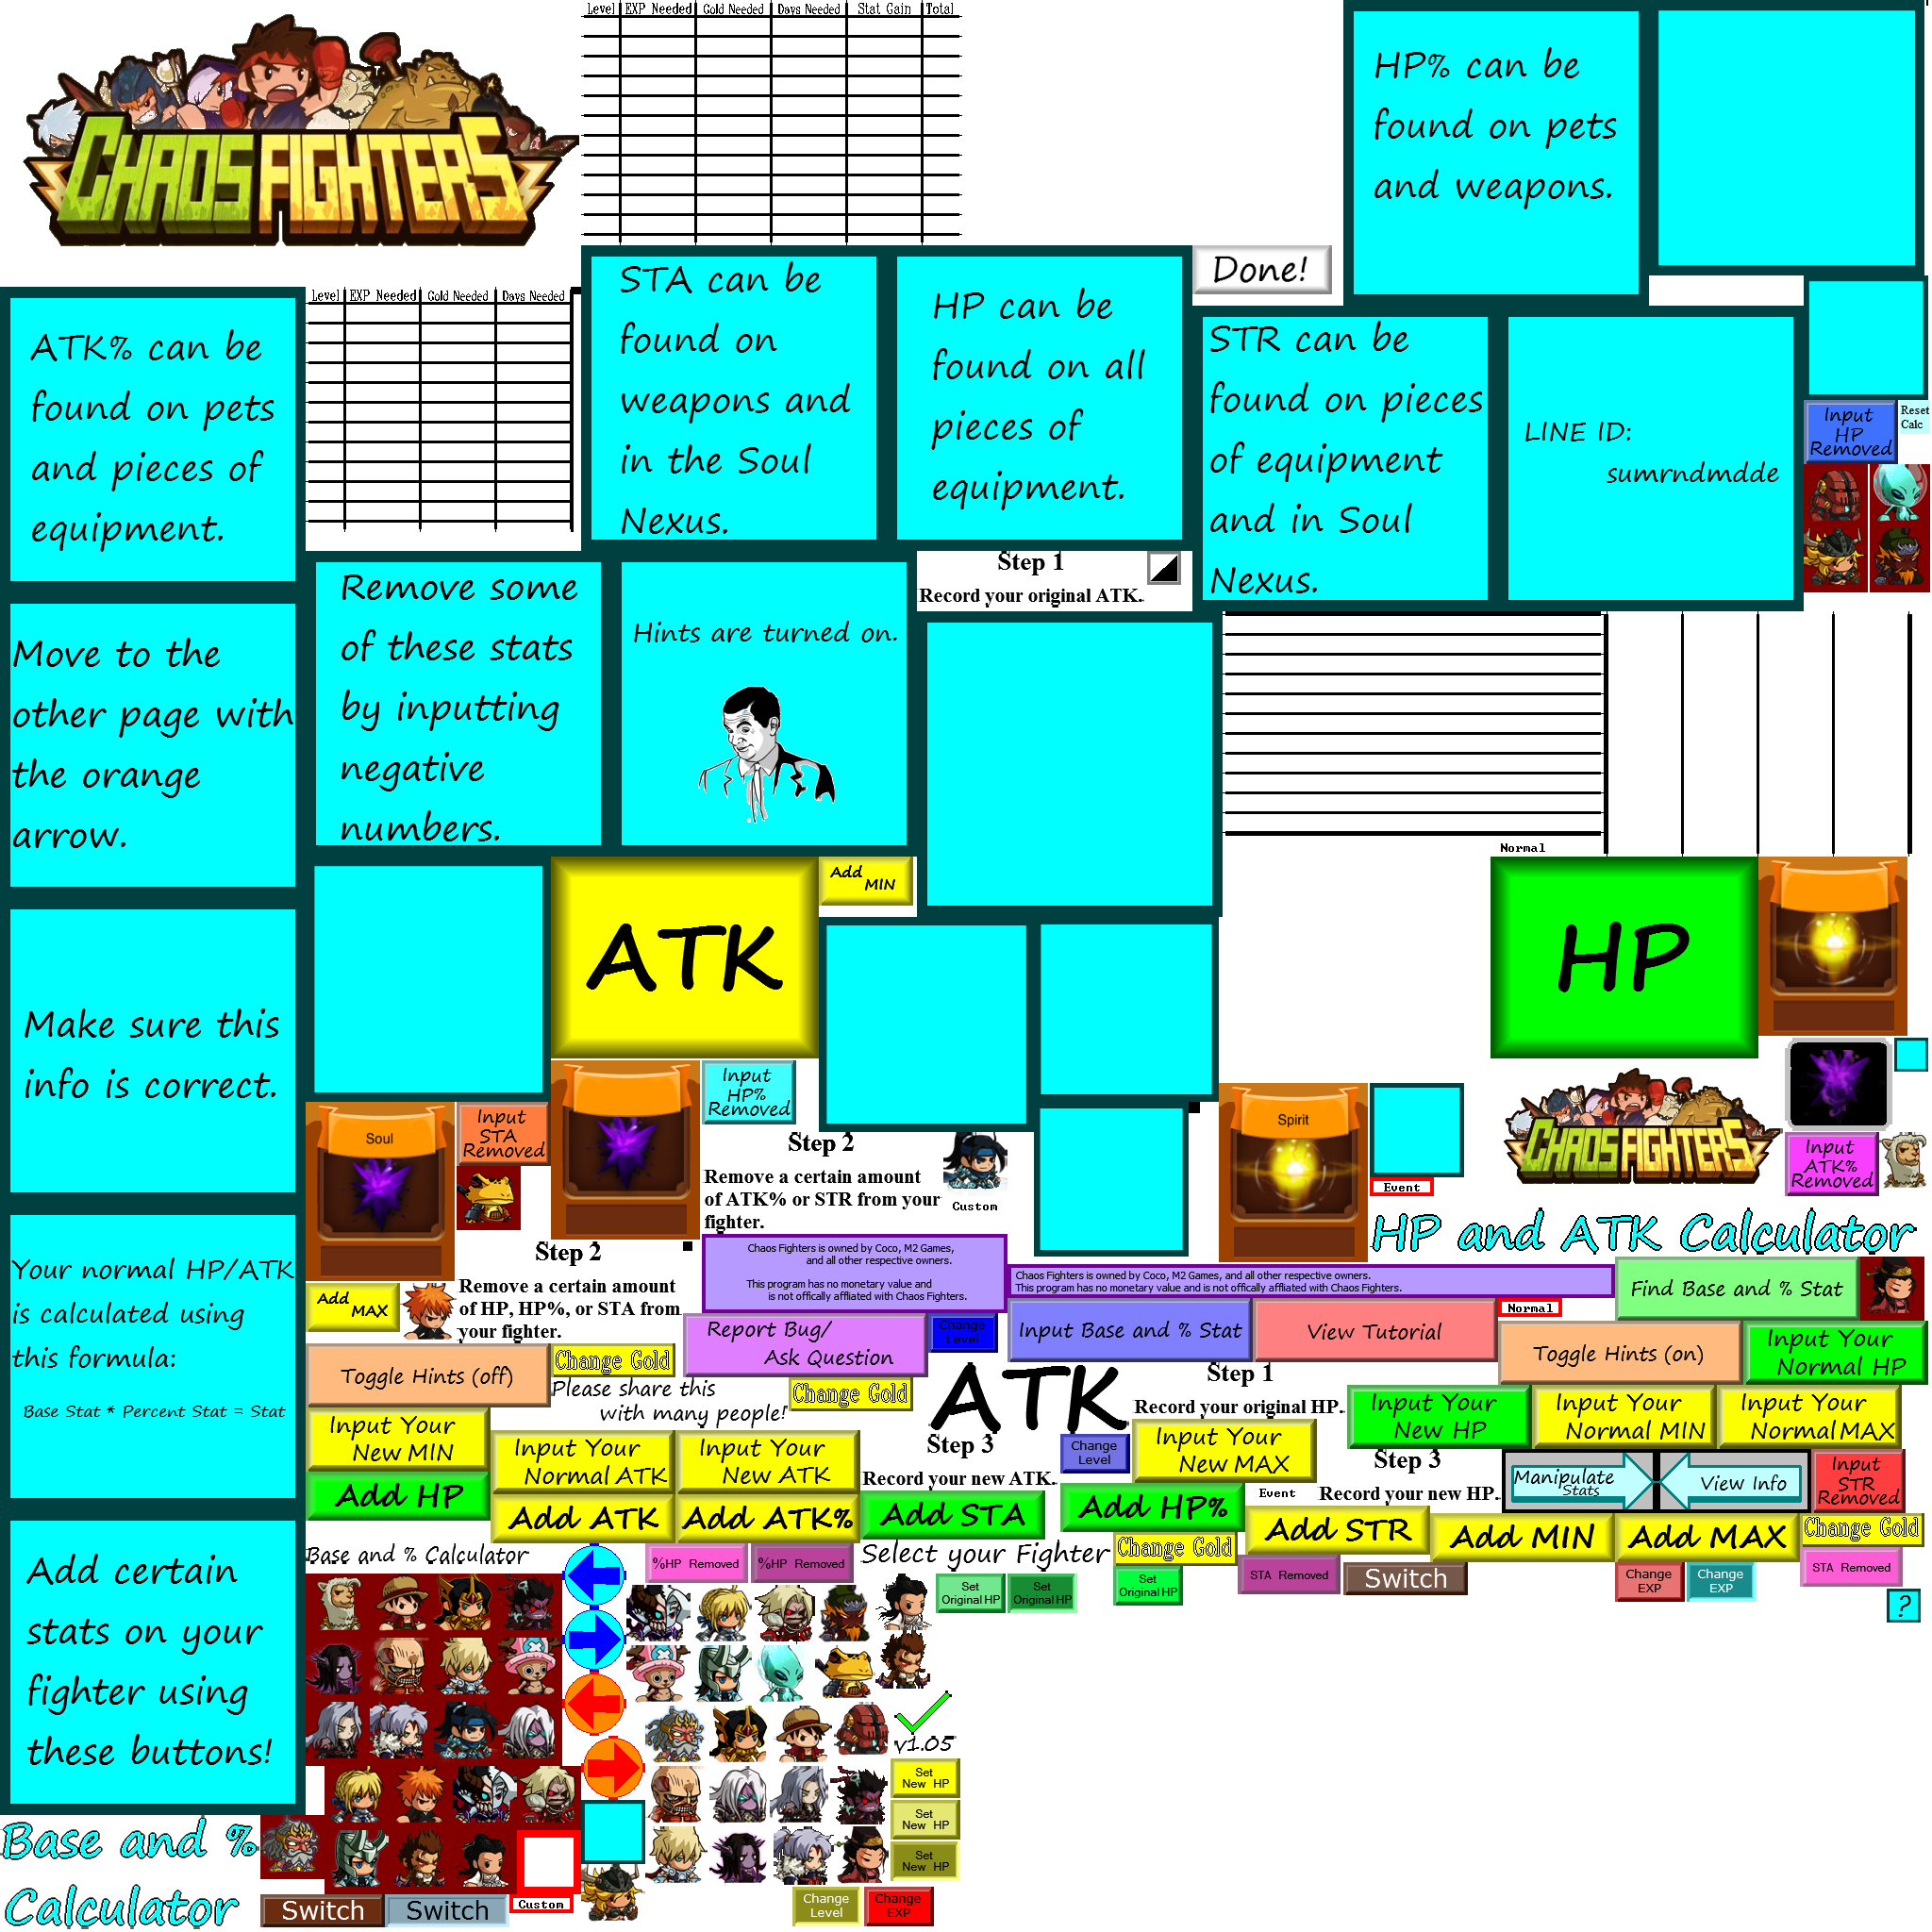 CHAOS FIGHTERS
Level EXP Needed Gold Needed Days Needed Stat Gain Total
HP% can be
found on pets
and weapons.
Done!
STA can be
found on
weapons and
in the Soul
Nexus.
HP can be
found on all
pieces of
equipment.
ATK% can be
found on pets
and pieces of
equipment.
Level EXP Needed Gold Needed Days Needed
STR can be
found on pieces
of equipment
and in Soul
Nexus.
LINE ID:
sumrndmdde
Input
HP
Removed
Reset
Calc
Step 1
Record your original ATK.
Remove some
of these stats
by inputting
negative
numbers.
Hints are turned on.
Move to the
other page with
the orange
arrow.
Normal
ATK
Add
MIN
HP
Make sure this
info is correct.
Soul
Input
STA
Removed
Input
HP%
Removed
Step 2
Remove a certain amount
of ATK% or STR from your
fighter.
Custom
Spirit
Event
CHAOS FIGHTERS
Input
ATK%
Removed
HP and ATK Calculator
Your normal HP/ATK
is calculated using
this formula:
Base Stat * Percent Stat = Stat
Step 2
Remove a certain amount
of HP, HP%, or STA from
your fighter.
Add
MAX
Chaos Fighters is owned by Coco, M2 Games,
and all other respective owners.
This program has no monetary value and
is not offically affliated with Chaos Fighters.
Chaos Fighters is owned by Coco, M2 Games, and all other respective owners.
This program has no monetary value and is not offically affliated with Chaos Fighters.
Find Base and % Stat
Report Bug/
Ask Question
Change
Level
Input Base and % Stat
View Tutorial
Normal
Toggle Hints (on)
Input Your
Normal HP
Toggle Hints (off)
Change Gold
Please share this
with many people!
Change Gold
ATK
Step 1
Record your original HP.
Input Your
New HP
Input Your
Normal MIN
Input Your
Normal MAX
Input Your
New MIN
Input Your
Normal ATK
Input Your
New ATK
Step 3
Record your new ATK.
Change
Level
Input Your
New MAX
Step 3
Record your new HP.
Manipulate
Stats
View Info
Input
STR
Removed
Add HP
Add ATK
Add ATK%
Add STA
Add HP%
Event
Add STR
Add MIN
Add MAX
Change Gold
Base and % Calculator
%HP Removed
%HP Removed
Select your Fighter
Change Gold
STA Removed
Switch
Change
EXP
Change
EXP
STA Removed
Set
Original HP
Set
Original HP
Set
Original HP
?
Add certain
stats on your
fighter using
these buttons!
v1.05
Set
New HP
Set
New HP
Set
New HP
Base and %
Calculator
Switch
Switch
Custom
Change
Level
Change
EXP